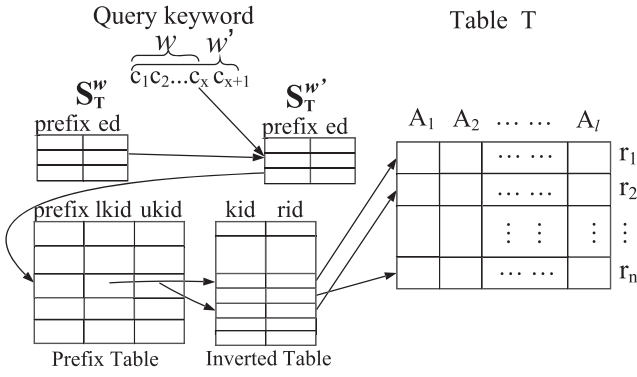 Query keyword
Table T
w w'
c₁c₂...cₓ cₓ₊₁
S_T^w
S_T^w'
prefix ed
prefix ed
A₁ A₂ ... ... A_l
... ... r₁
... ... r₂
⋮ ⋮ ⋮ ⋮
... ... rₙ
prefix lkid ukid
kid rid
Prefix Table
Inverted Table